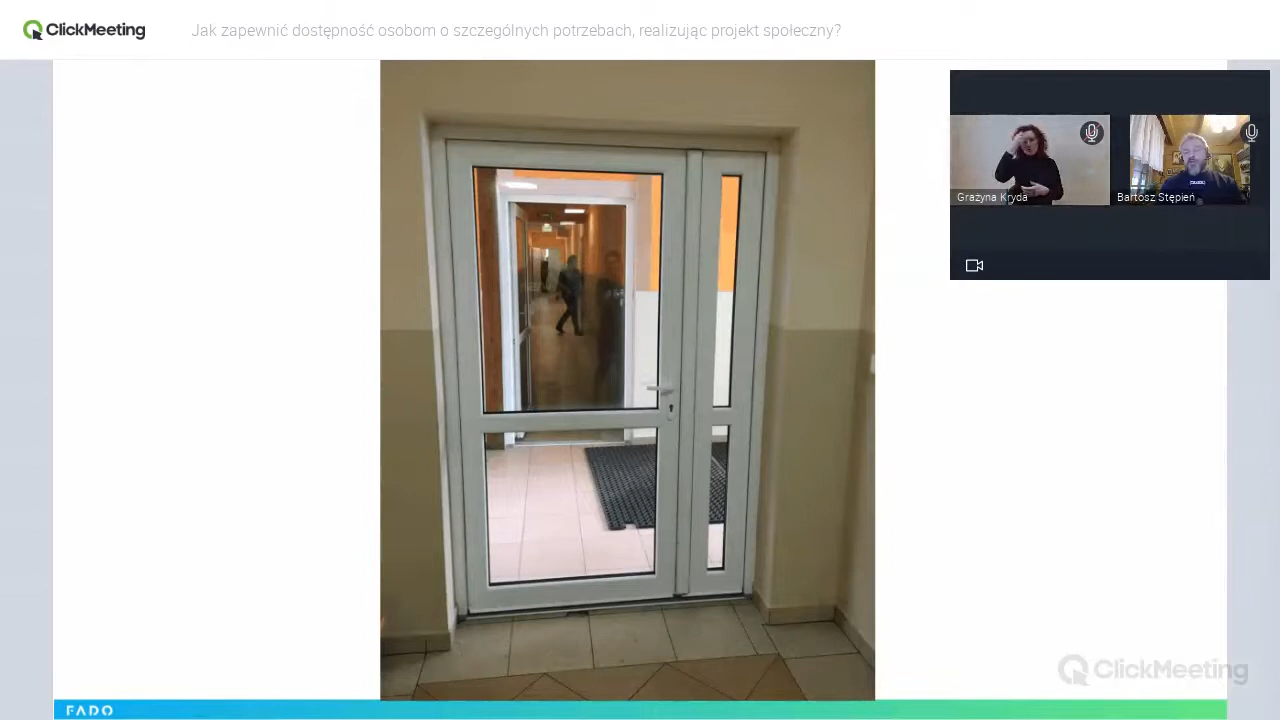 ClickMeeting
Jak zapewnić dostępność osobom o szczególnych potrzebach, realizując projekt społeczny?
Grażyna Kryda
Bartosz Stępień
ClickMeeting
FADO